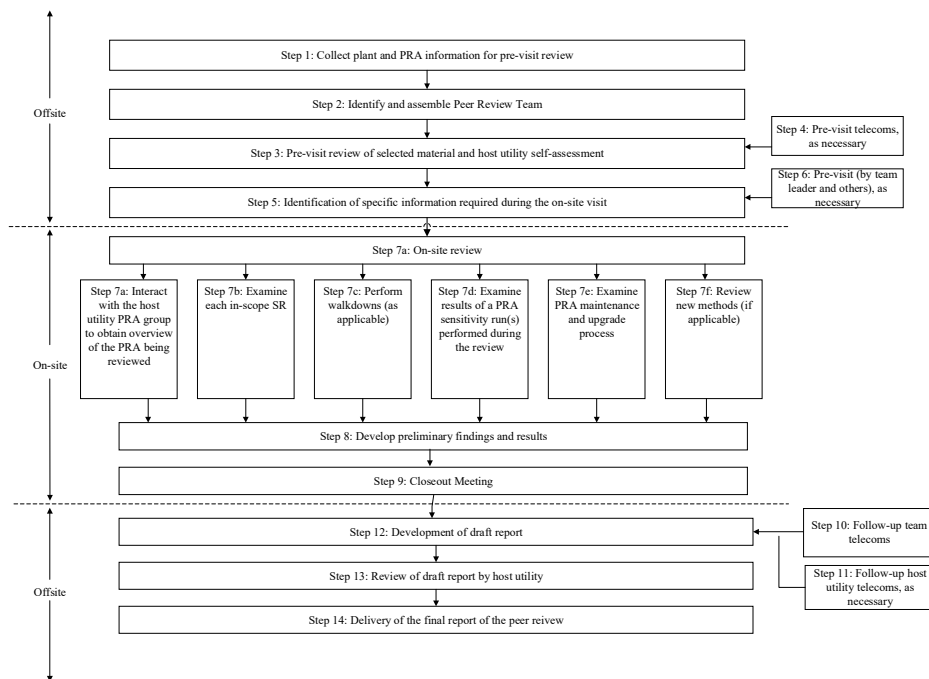 Step 1: Collect plant and PRA information for pre-visit review
Step 2: Identify and assemble Peer Review Team
Offsite
Step 4: Pre-visit telecoms,
as necessary
Step 3: Pre-visit review of selected material and host utility self-assessment
Step 6: Pre-visit (by team
leader and others), as
necessary
Step 5: Identification of specific information required during the on-site visit
Step 7a: On-site review
Step 7a: Interact
with the host
utility PRA group
to obtain overview
of the PRA being
reviewed
Step 7b: Examine
each in-scope SR
Step 7c: Perform
walkdowns (as
applicable)
Step 7d: Examine
results of a PRA
sensitivity run(s)
performed during
the review
Step 7e: Examine
PRA maintenance
and upgrade
process
Step 7f: Review
new methods (if
applicable)
On-site
Step 8: Develop preliminary findings and results
Step 9: Closeout Meeting
Step 12: Development of draft report
Step 10: Follow-up team
telecoms
Step 13: Review of draft report by host utility
Step 11: Follow-up host
utility telecoms, as
necessary
Offsite
Step 14: Delivery of the final report of the peer reivew